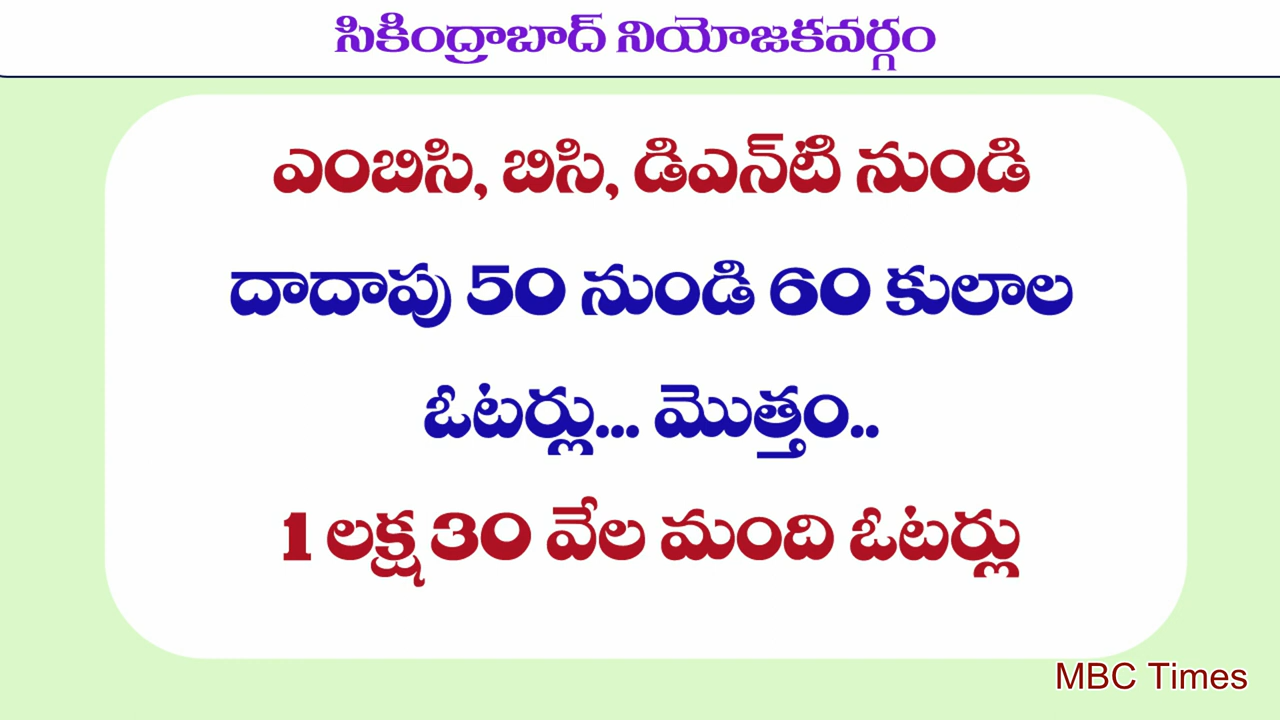 సికింద్రాబాద్ నియోజకవర్గం
ఎంబిసి, బిసి, డిఎన్‌టి నుండి
దాదాపు 50 నుండి 60 కులాల
ఓటర్లు... మొత్తం..
1 లక్ష 30 వేల మంది ఓటర్లు
MBC Times